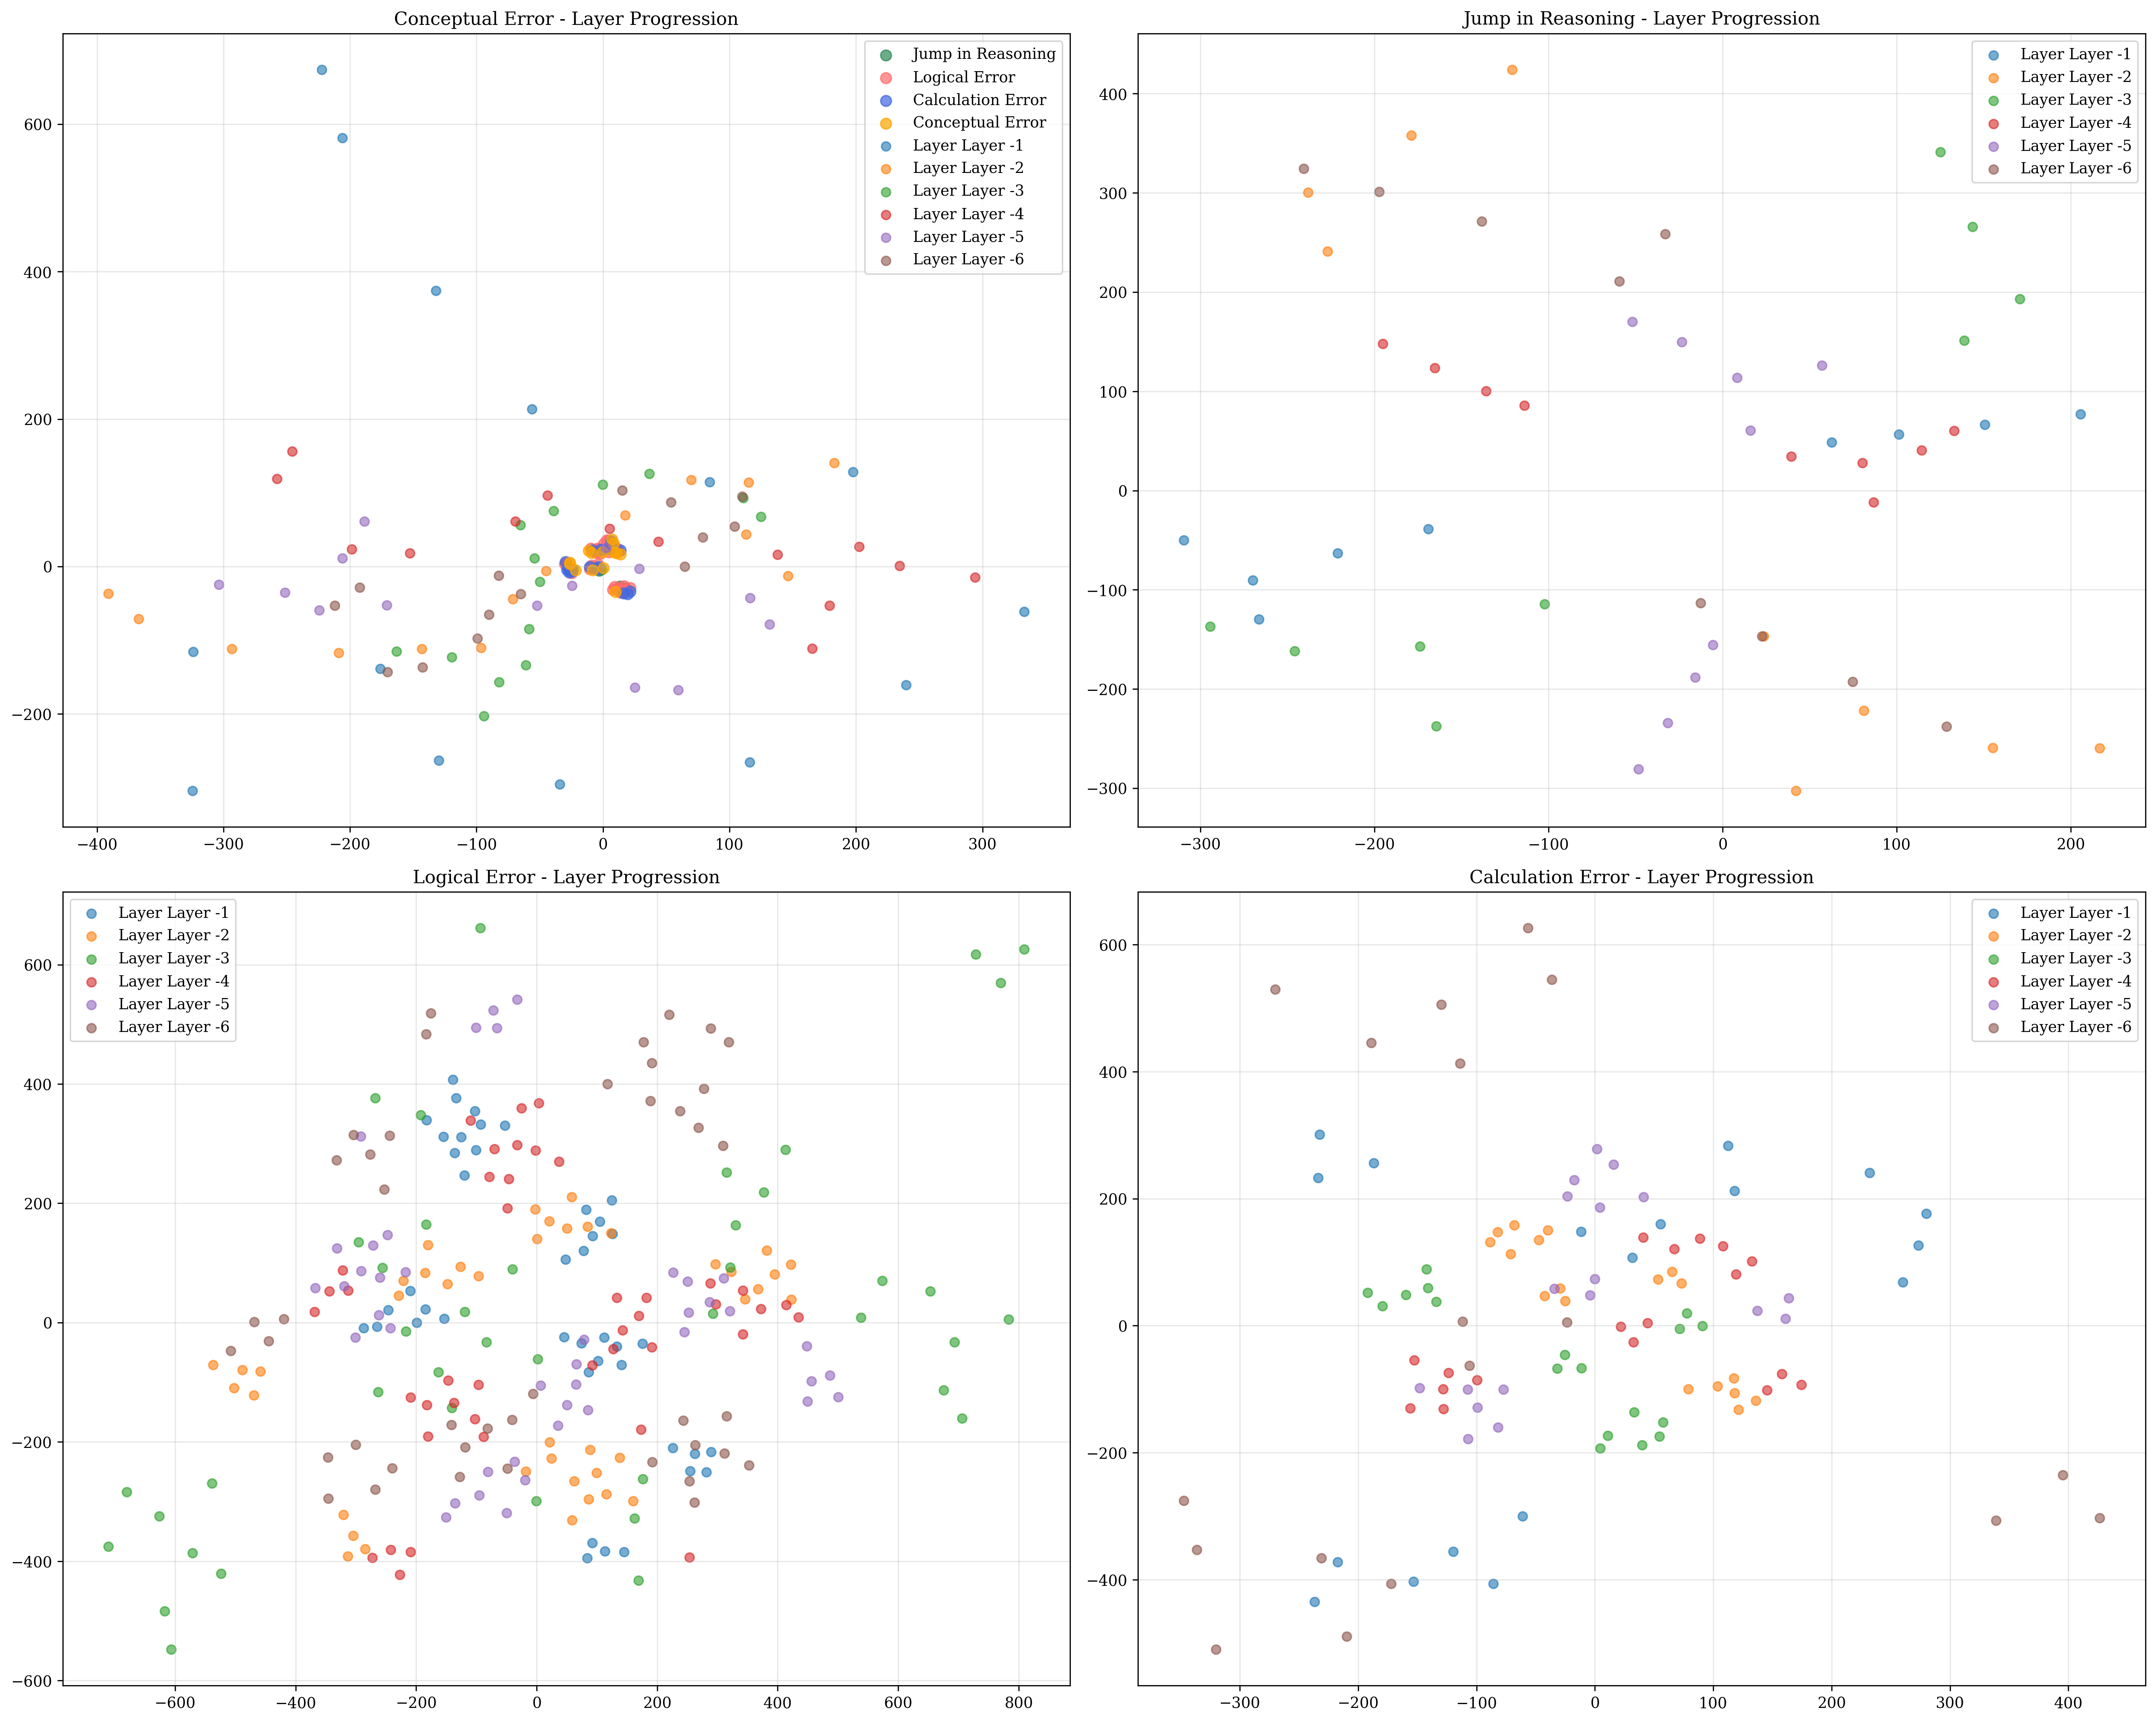 Conceptual Error - Layer Progression
Jump in Reasoning
Logical Error
Calculation Error
Conceptual Error
Layer Layer -1
Layer Layer -2
Layer Layer -3
Layer Layer -4
Layer Layer -5
Layer Layer -6
600
400
200
0
−200
−400 −300 −200 −100 0 100 200 300
Jump in Reasoning - Layer Progression
Layer Layer -1
Layer Layer -2
Layer Layer -3
Layer Layer -4
Layer Layer -5
Layer Layer -6
400
300
200
100
0
−100
−200
−300
−300 −200 −100 0 100 200
Logical Error - Layer Progression
Layer Layer -1
Layer Layer -2
Layer Layer -3
Layer Layer -4
Layer Layer -5
Layer Layer -6
600
400
200
0
−200
−400
−600
−600 −400 −200 0 200 400 600 800
Calculation Error - Layer Progression
Layer Layer -1
Layer Layer -2
Layer Layer -3
Layer Layer -4
Layer Layer -5
Layer Layer -6
600
400
200
0
−200
−400
−300 −200 −100 0 100 200 300 400